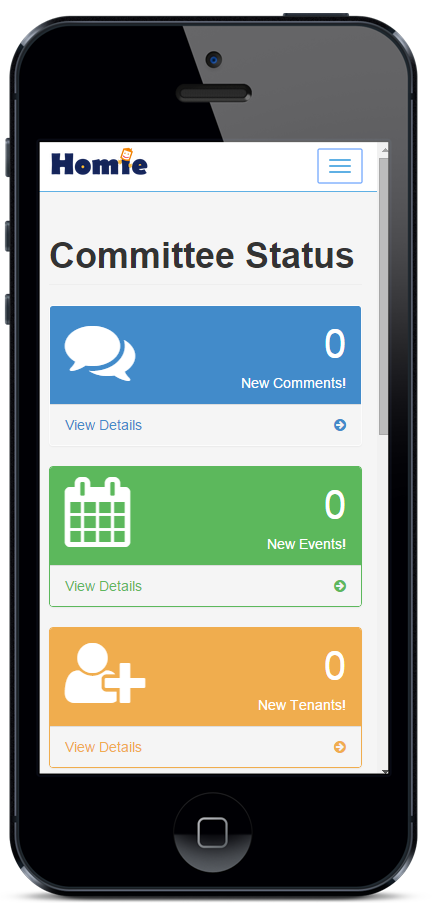 Homie
Committee Status
0
New Comments!
View Details
0
New Events!
View Details
0
New Tenants!
View Details